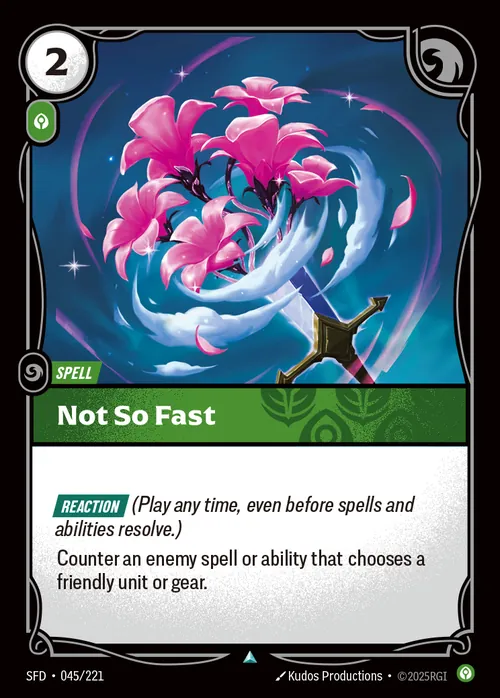 2
SPELL
Not So Fast
REACTION (Play any time, even before spells and
abilities resolve.)
Counter an enemy spell or ability that chooses a
friendly unit or gear.
SFD • 045/221
Kudos Productions • ©2025RGI